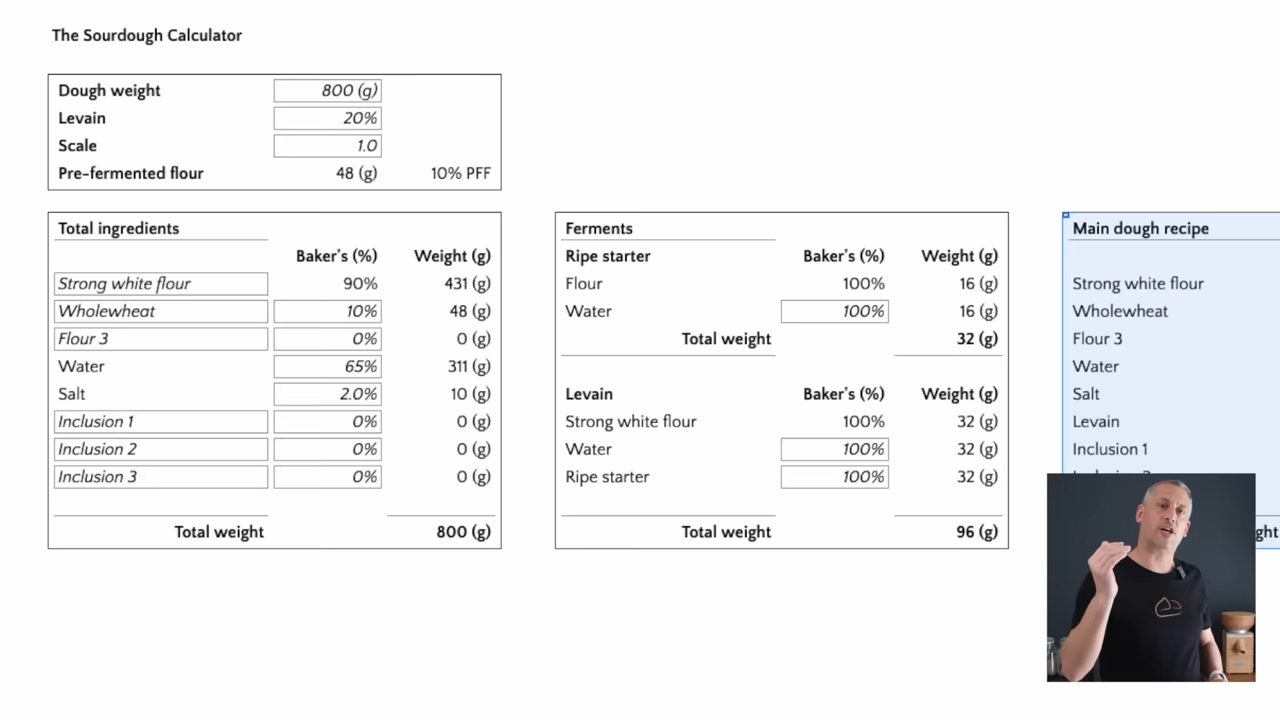 The Sourdough Calculator
Dough weight 800 (g)
Levain 20%
Scale 1.0
Pre-fermented flour 48 (g) 10% PFF
Total ingredients
Baker's (%) Weight (g)
Strong white flour 90% 431 (g)
Wholewheat 10% 48 (g)
Flour 3 0% 0 (g)
Water 65% 311 (g)
Salt 2.0% 10 (g)
Inclusion 1 0% 0 (g)
Inclusion 2 0% 0 (g)
Inclusion 3 0% 0 (g)
Total weight 800 (g)
Ferments
Ripe starter Baker's (%) Weight (g)
Flour 100% 16 (g)
Water 100% 16 (g)
Total weight 32 (g)
Levain Baker's (%) Weight (g)
Strong white flour 100% 32 (g)
Water 100% 32 (g)
Ripe starter 100% 32 (g)
Total weight 96 (g)
Main dough recipe
Strong white flour
Wholewheat
Flour 3
Water
Salt
Levain
Inclusion 1